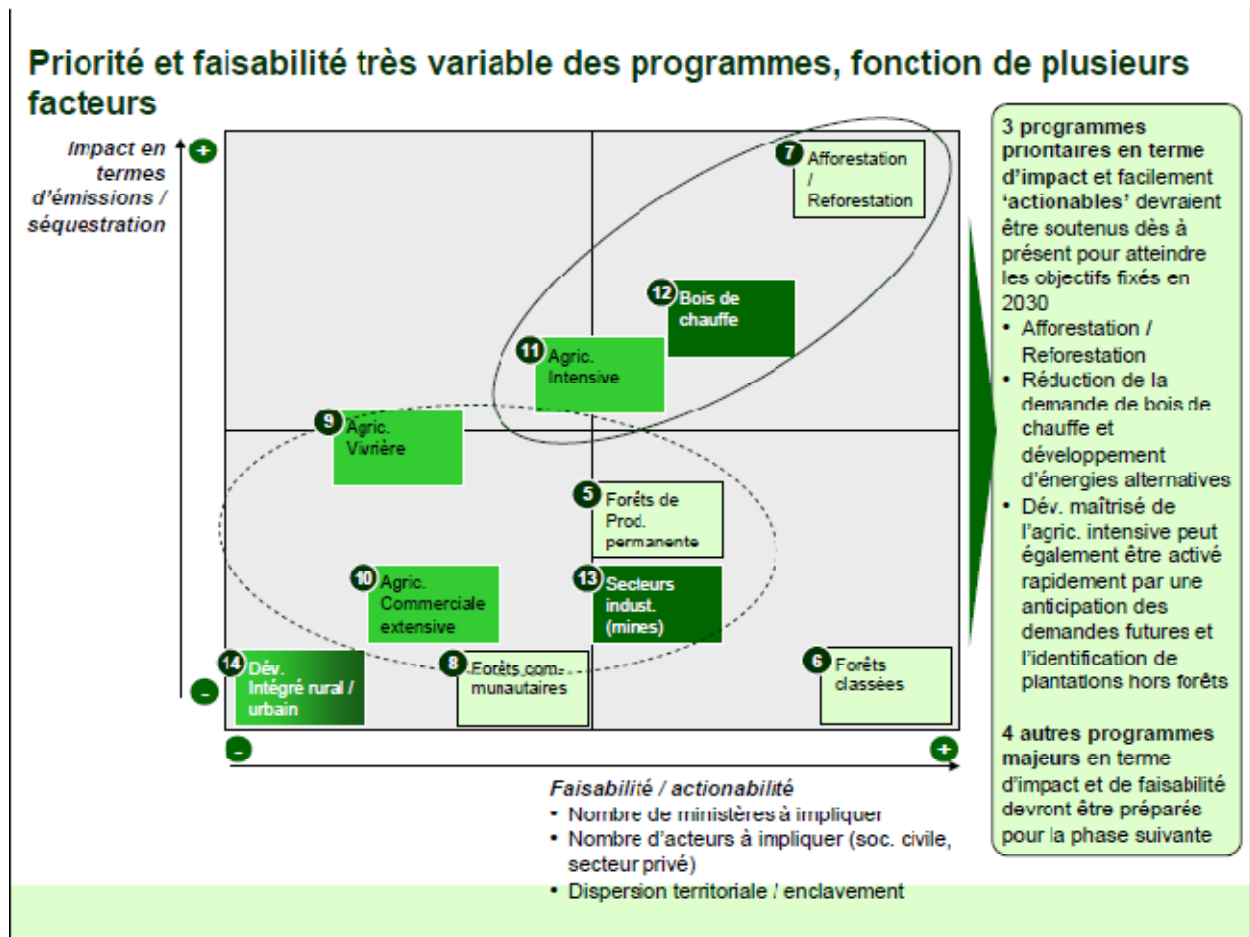 Priorité et faisabilité très variable des programmes, fonction de plusieurs
facteurs
Impact en
termes
d'émissions /
séquestration
+
7
Afforestation
/
Reforestation
12
Bois de
chauffe
11
Agric.
Intensive
9
Agric.
Vivrière
5
Forêts de
Prod.
permanente
10
Agric.
Commerciale
extensive
13
Secteurs
indust.
(mines)
14
Dév.
Intégré rural /
urbain
8
Forêts com-
munautaires
6
Forêts
classées
-
-
+
Faisabilité / actionabilité
• Nombre de ministères à impliquer
• Nombre d'acteurs à impliquer (soc. civile,
secteur privé)
• Dispersion territoriale / enclavement
3 programmes
priontaires en terme
d'impact et facilement
'actionables' devraient
être soutenus dès à
présent pour atteindre
les objectifs fixés en
2030
• Afforestation /
Reforestation
• Réduction de la
demande de bois de
chauffe et
développement
d'énergies alternatives
• Dév. maîtrisé de
l'agric. intensive peut
également être activé
rapidement par une
anticipation des
demandes futures et
l'identification de
plantations hors forêts
4 autres programmes
majeurs en terme
d'impact et de faisabilité
devront être préparés
pour la phase suivante